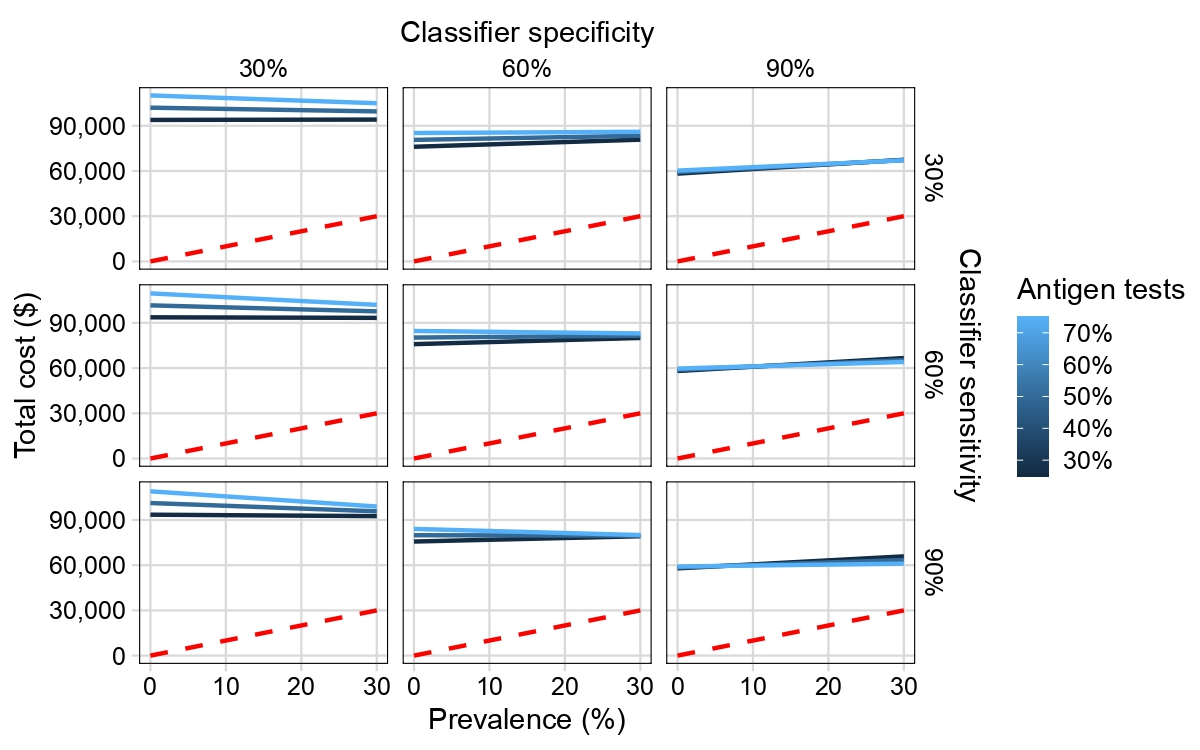 Classifier specificity
30% 60% 90%
90,000
60,000
30,000
0
30%
90,000
60,000
30,000
0
60%
90,000
60,000
30,000
0
90%
0 10 20 30 0 10 20 30 0 10 20 30
Prevalence (%)
Total cost ($)
Classifier sensitivity
Antigen tests
70%
60%
50%
40%
30%